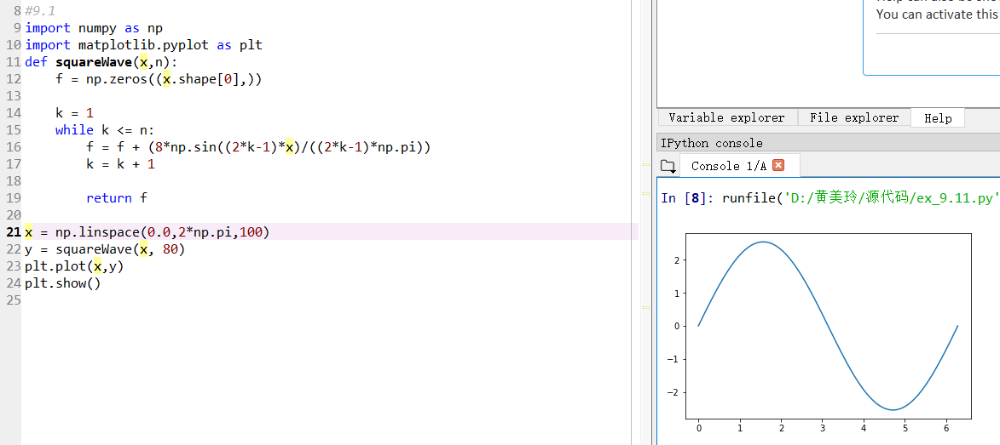 8 #9.1
9 import numpy as np
10 import matplotlib.pyplot as plt
11 def squareWave(x,n):
12     f = np.zeros((x.shape[0],))
13
14     k = 1
15     while k <= n:
16         f = f + (8*np.sin((2*k-1)*x)/((2*k-1)*np.pi))
17         k = k + 1
18
19         return f
20
21 x = np.linspace(0.0,2*np.pi,100)
22 y = squareWave(x, 80)
23 plt.plot(x,y)
24 plt.show()
25
You can activate this
Variable explorer File explorer Help
IPython console
Console 1/A
In [8]: runfile('D:/黄美玲/源代码/ex_9.11.py'
2
1
0
−1
−2
0 1 2 3 4 5 6